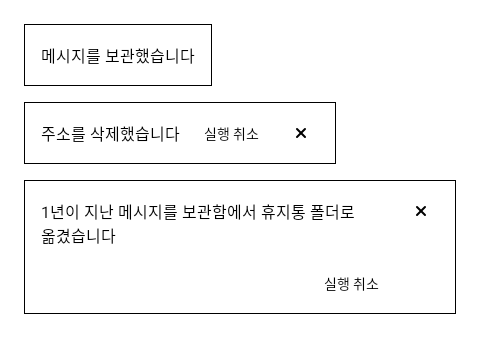 메시지를 보관했습니다
주소를 삭제했습니다 실행 취소
1년이 지난 메시지를 보관함에서 휴지통 폴더로
옮겼습니다
실행 취소